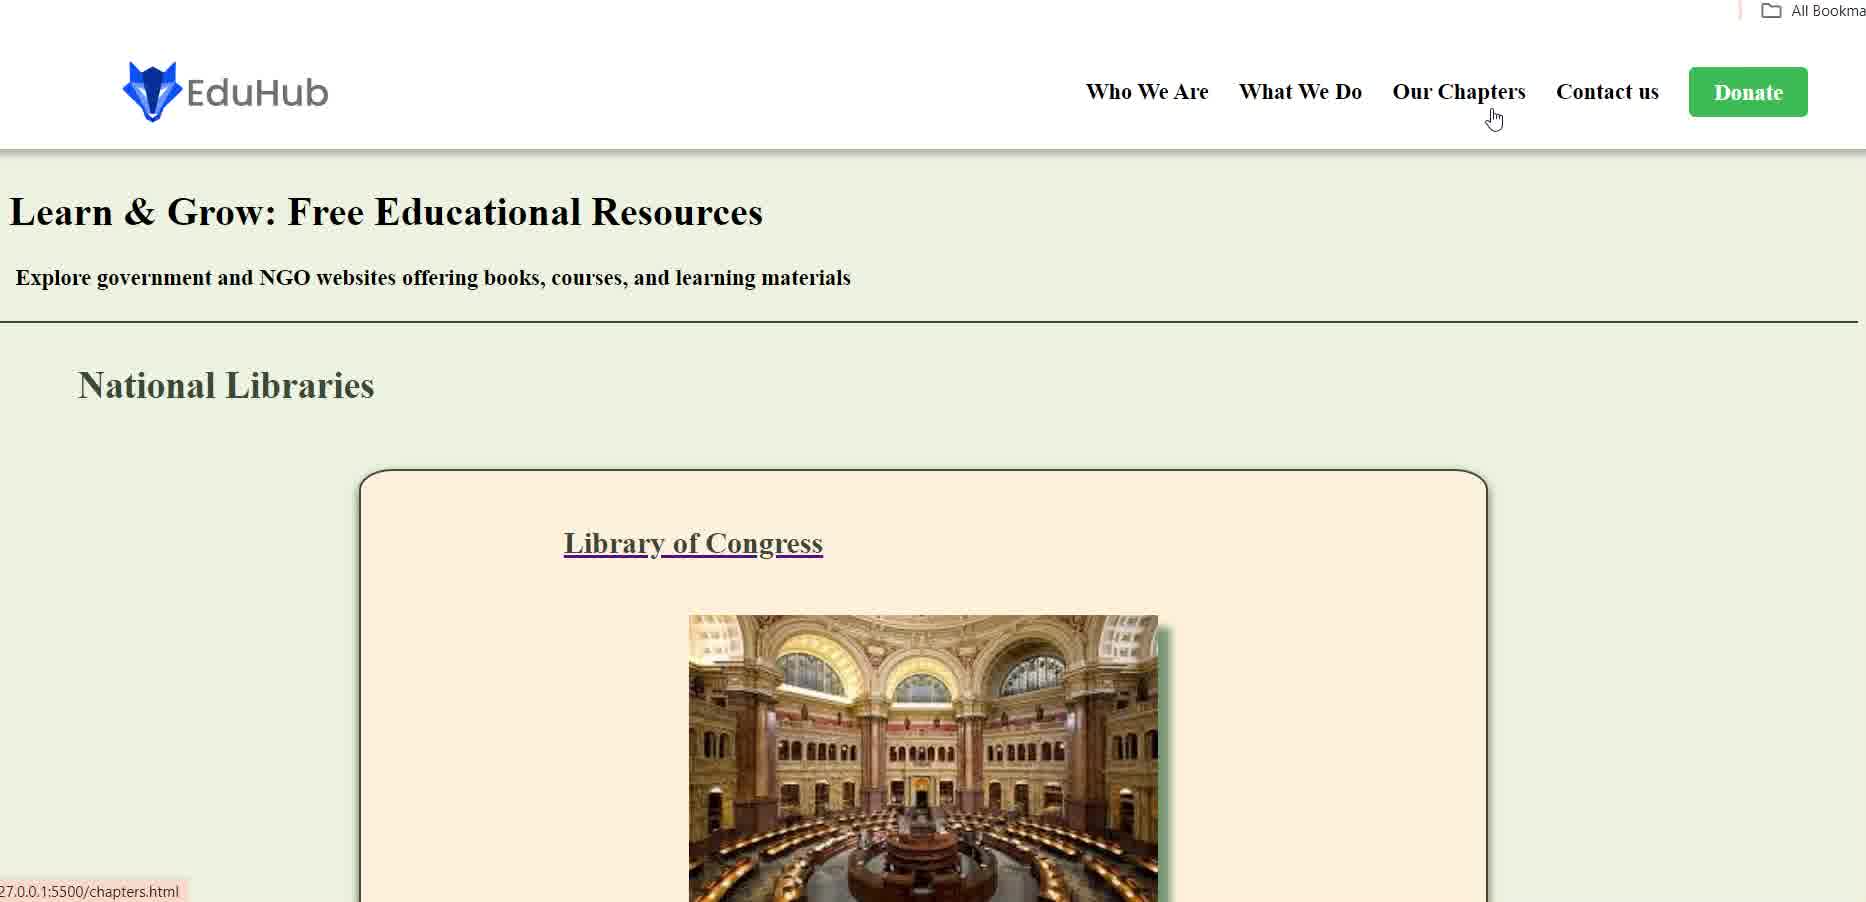 All Bookma
EduHub
Who We Are What We Do Our Chapters Contact us Donate
Learn & Grow: Free Educational Resources
Explore government and NGO websites offering books, courses, and learning materials
National Libraries
Library of Congress
27.0.0.1:5500/chapters.html